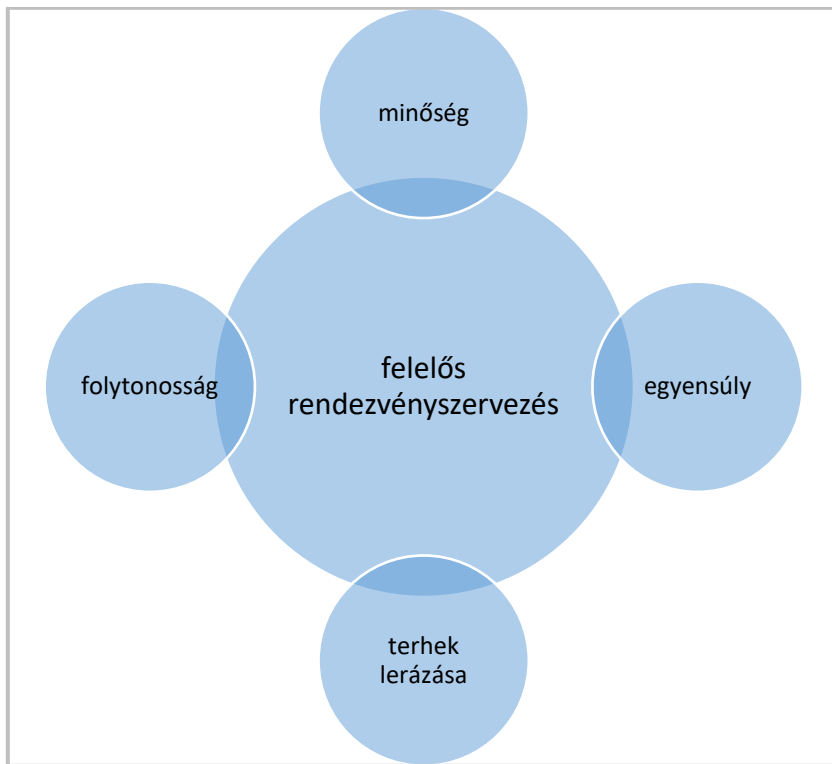 minőség
folytonosság
felelős
rendezvényszervezés
egyensúly
terhek
lerázása